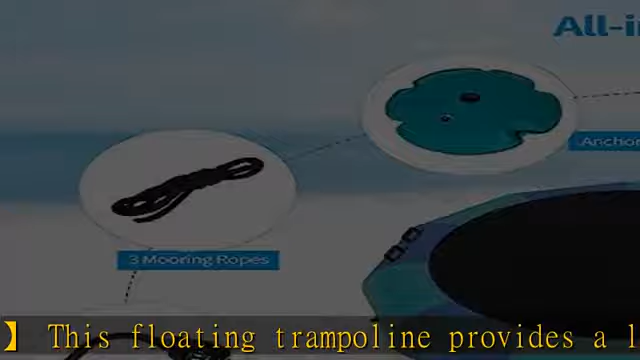 All-i
Anchor
3 Mooring Ropes
】 This floating trampoline provides a l